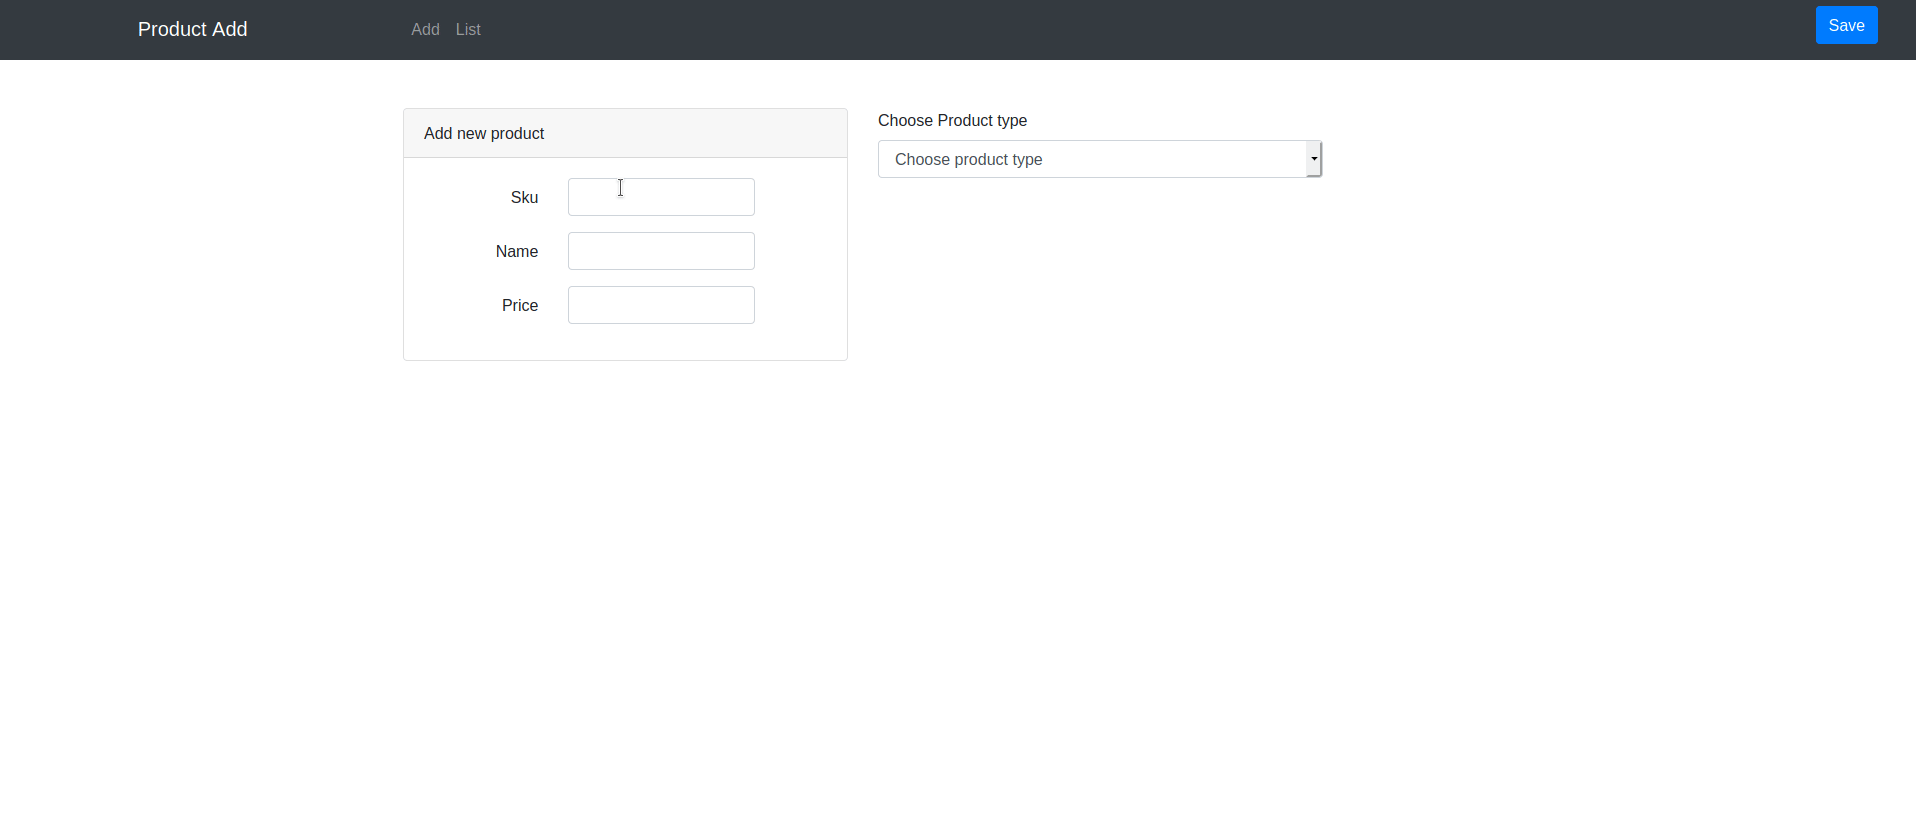 Product Add
Add List
Save
Add new product
Sku
Name
Price
Choose Product type
Choose product type